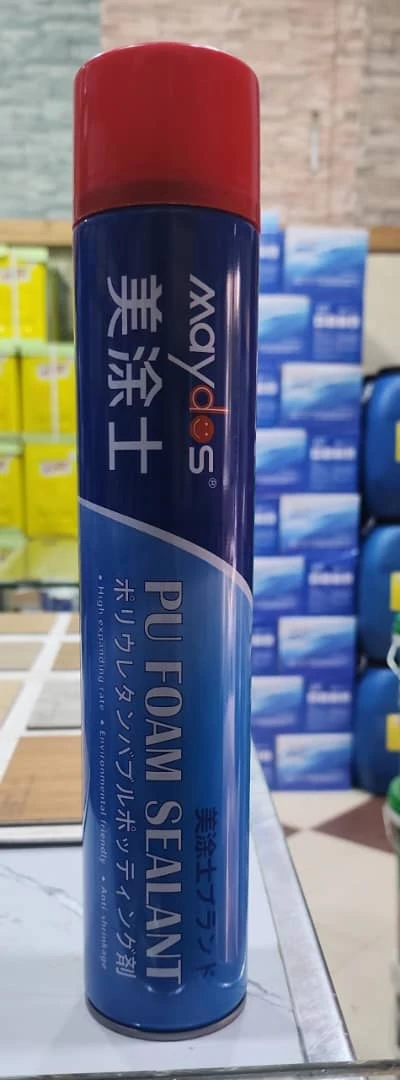 maydos®
美涂士
美涂士ブランド
PU FOAM SEALANT
ポリウレタンバブルポッティング剤
• High expanding rate • Environmental friendly • Anti shrinkage